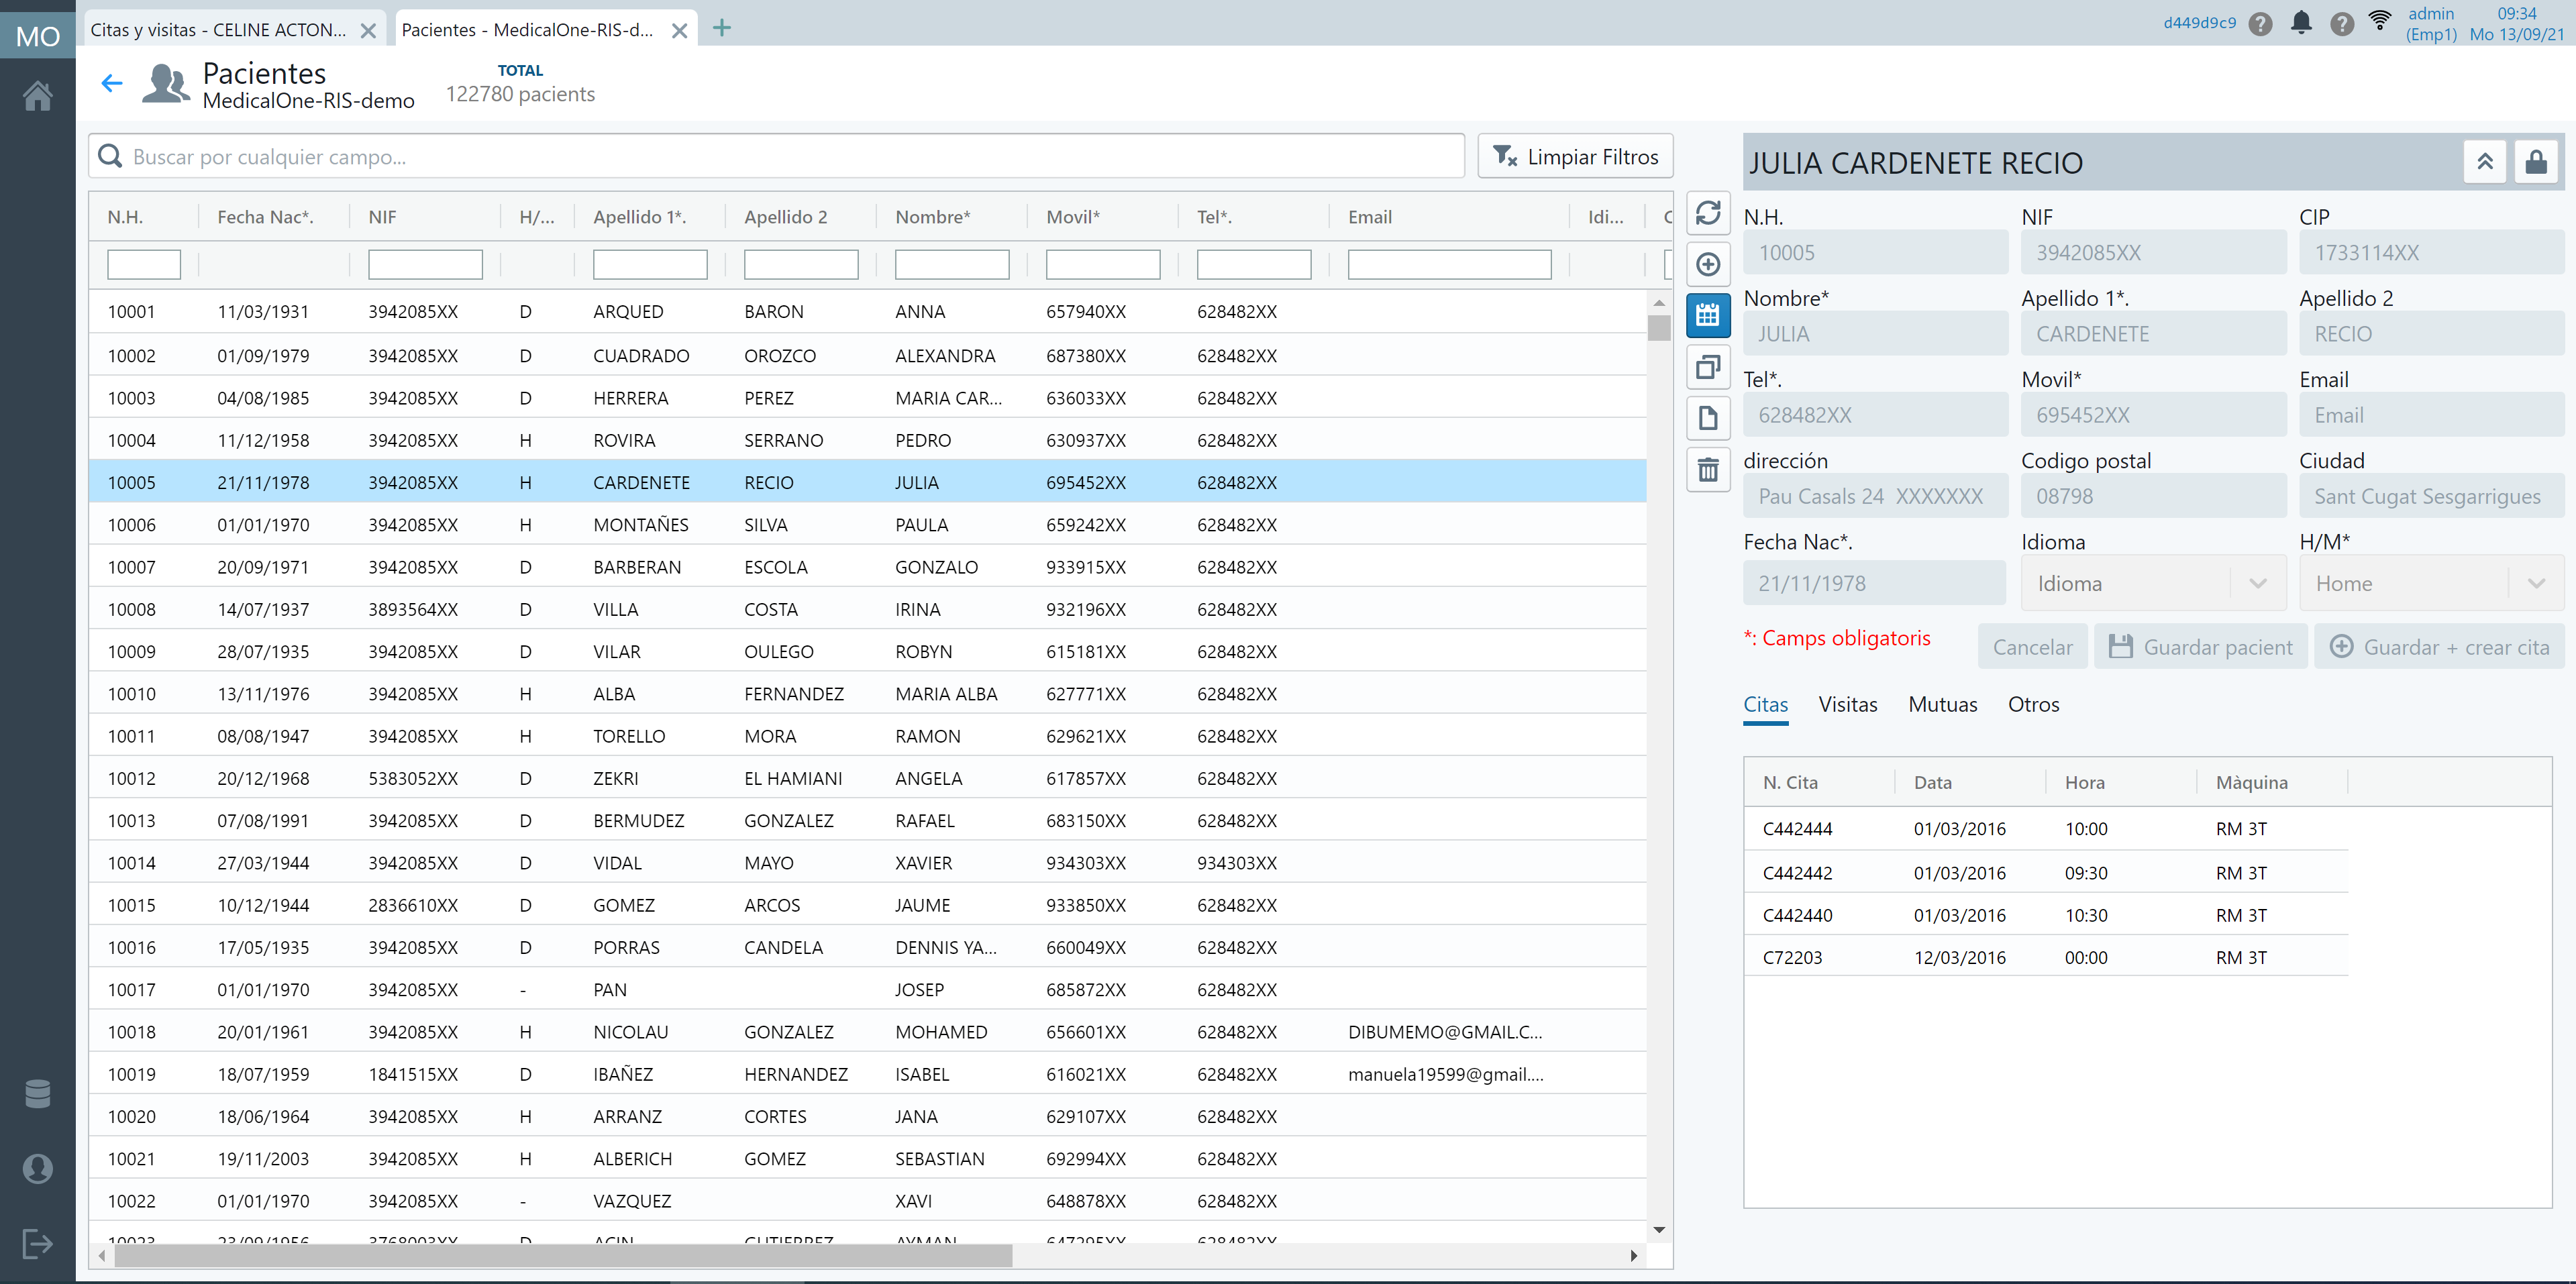 MO
Citas y visitas - CELINE ACTON...
Pacientes - MedicalOne-RIS-d...
d449d9c9
admin
(Emp1)
09:34
Mo 13/09/21
Pacientes
MedicalOne-RIS-demo
TOTAL
122780 pacients
Buscar por cualquier campo...
Limpiar Filtros
N.H. Fecha Nac*. NIF H/... Apellido 1*. Apellido 2 Nombre* Movil* Tel*. Email Idi...
10001 11/03/1931 3942085XX D ARQUED BARON ANNA 657940XX 628482XX
10002 01/09/1979 3942085XX D CUADRADO OROZCO ALEXANDRA 687380XX 628482XX
10003 04/08/1985 3942085XX D HERRERA PEREZ MARIA CAR... 636033XX 628482XX
10004 11/12/1958 3942085XX H ROVIRA SERRANO PEDRO 630937XX 628482XX
10005 21/11/1978 3942085XX H CARDENETE RECIO JULIA 695452XX 628482XX
10006 01/01/1970 3942085XX H MONTAÑES SILVA PAULA 659242XX 628482XX
10007 20/09/1971 3942085XX D BARBERAN ESCOLA GONZALO 933915XX 628482XX
10008 14/07/1937 3893564XX D VILLA COSTA IRINA 932196XX 628482XX
10009 28/07/1935 3942085XX D VILAR OULEGO ROBYN 615181XX 628482XX
10010 13/11/1976 3942085XX H ALBA FERNANDEZ MARIA ALBA 627771XX 628482XX
10011 08/08/1947 3942085XX H TORELLO MORA RAMON 629621XX 628482XX
10012 20/12/1968 5383052XX D ZEKRI EL HAMIANI ANGELA 617857XX 628482XX
10013 07/08/1991 3942085XX D BERMUDEZ GONZALEZ RAFAEL 683150XX 628482XX
10014 27/03/1944 3942085XX D VIDAL MAYO XAVIER 934303XX 934303XX
10015 10/12/1944 2836610XX D GOMEZ ARCOS JAUME 933850XX 628482XX
10016 17/05/1935 3942085XX D PORRAS CANDELA DENNIS YA... 660049XX 628482XX
10017 01/01/1970 3942085XX - PAN JOSEP 685872XX 628482XX
10018 20/01/1961 3942085XX H NICOLAU GONZALEZ MOHAMED 656601XX 628482XX DIBUMEMO@GMAIL.C...
10019 18/07/1959 1841515XX D IBAÑEZ HERNANDEZ ISABEL 616021XX 628482XX manuela19599@gmail....
10020 18/06/1964 3942085XX H ARRANZ CORTES JANA 629107XX 628482XX
10021 19/11/2003 3942085XX H ALBERICH GOMEZ SEBASTIAN 692994XX 628482XX
10022 01/01/1970 3942085XX - VAZQUEZ XAVI 648878XX 628482XX
10023 23/09/1956 3768003XX D ACIN GUTIERREZ AYMAN 647295XX 628482XX
JULIA CARDENETE RECIO
N.H. NIF CIP
10005 3942085XX 1733114XX
Nombre* Apellido 1*. Apellido 2
JULIA CARDENETE RECIO
Tel*. Movil* Email
628482XX 695452XX Email
dirección Codigo postal Ciudad
Pau Casals 24 XXXXXXX 08798 Sant Cugat Sesgarrigues
Fecha Nac*. Idioma H/M*
21/11/1978 Idioma Home
*: Camps obligatoris
Cancelar Guardar pacient Guardar + crear cita
Citas Visitas Mutuas Otros
N. Cita Data Hora Màquina
C442444 01/03/2016 10:00 RM 3T
C442442 01/03/2016 09:30 RM 3T
C442440 01/03/2016 10:30 RM 3T
C72203 12/03/2016 00:00 RM 3T